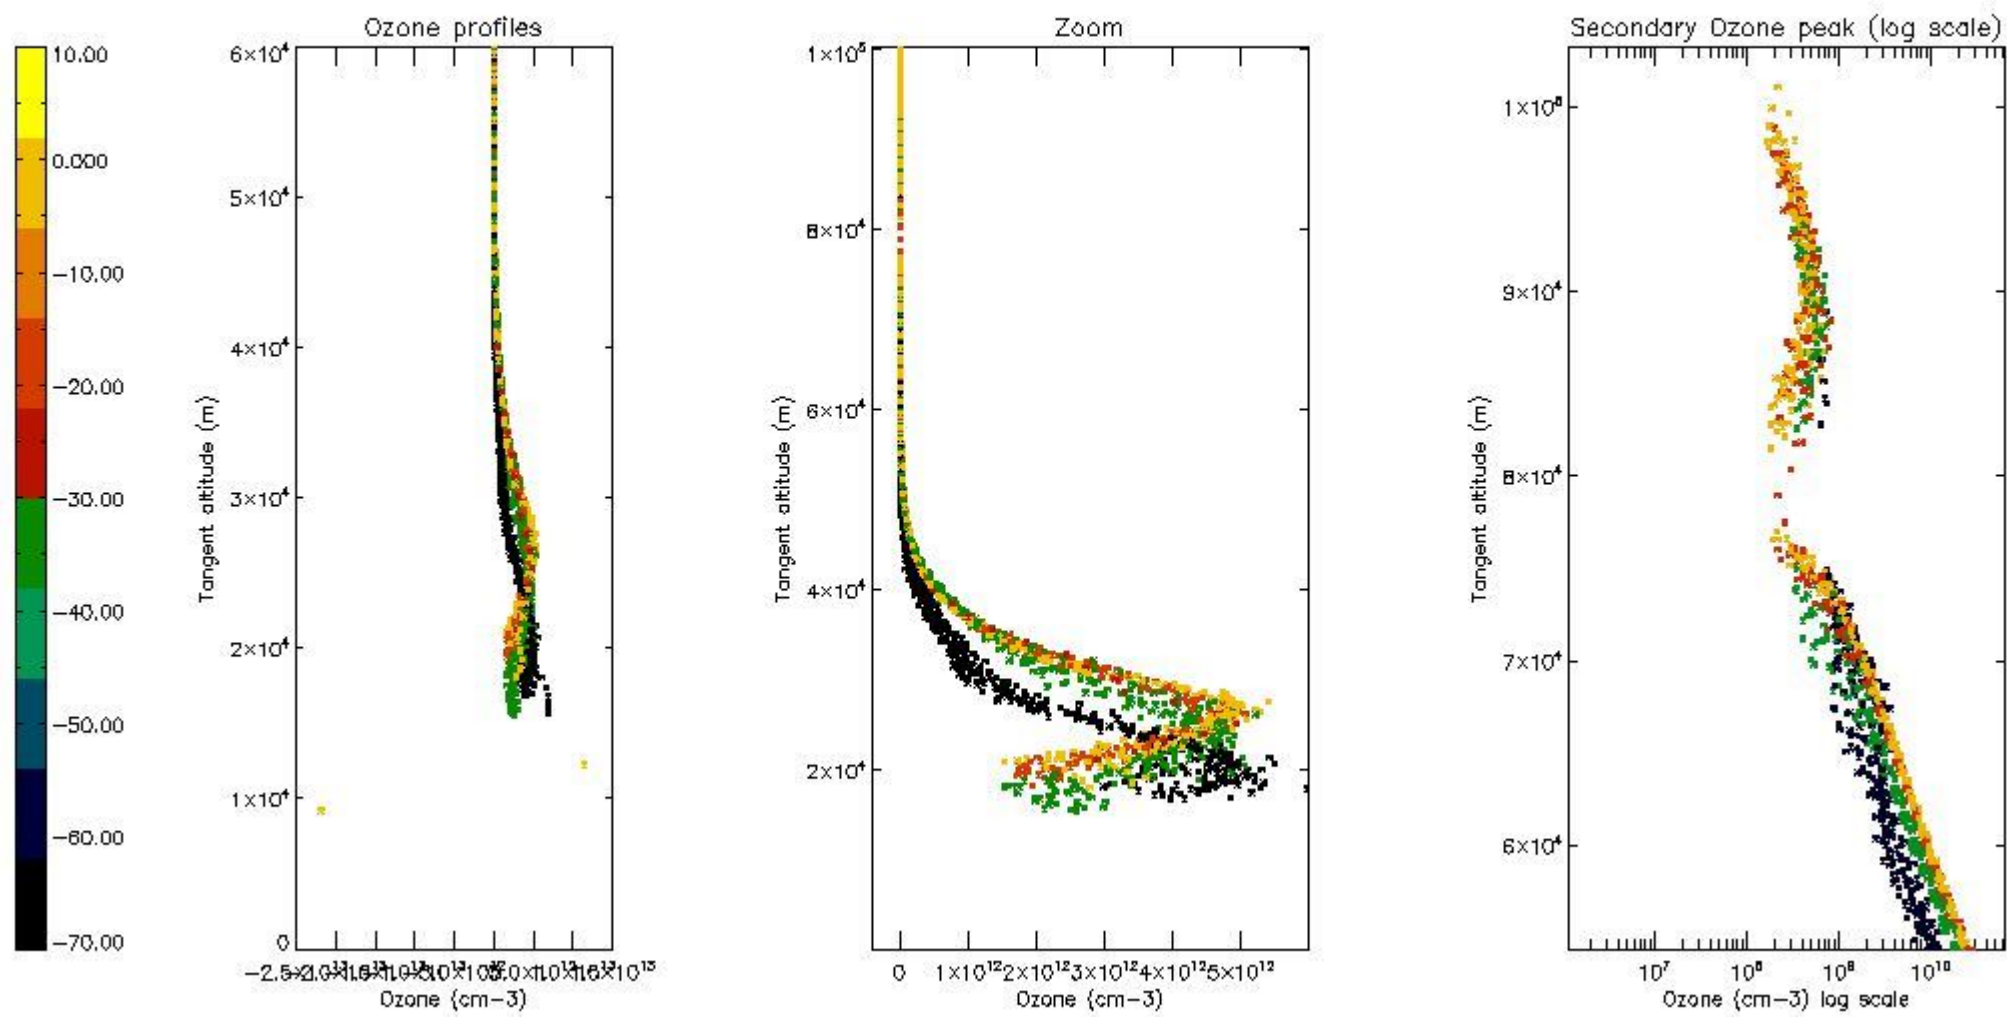 Ozone profiles
Zoom
Secondary Ozone peak (log scale)
10.00
0.000
−10.00
−20.00
−30.00
−40.00
−50.00
−60.00
−70.00
Tangent altitude (m)
6×10⁴
5×10⁴
4×10⁴
3×10⁴
2×10⁴
1×10⁴
0
Ozone (cm−3)
Tangent altitude (m)
1×10⁵
8×10⁴
6×10⁴
4×10⁴
2×10⁴
0 1×10¹² 2×10¹² 3×10¹² 4×10¹² 5×10¹²
Ozone (cm−3)
Tangent altitude (m)
9×10⁴
8×10⁴
7×10⁴
6×10⁴
10⁷ 10⁸ 10⁹ 10¹⁰
Ozone (cm−3) log scale